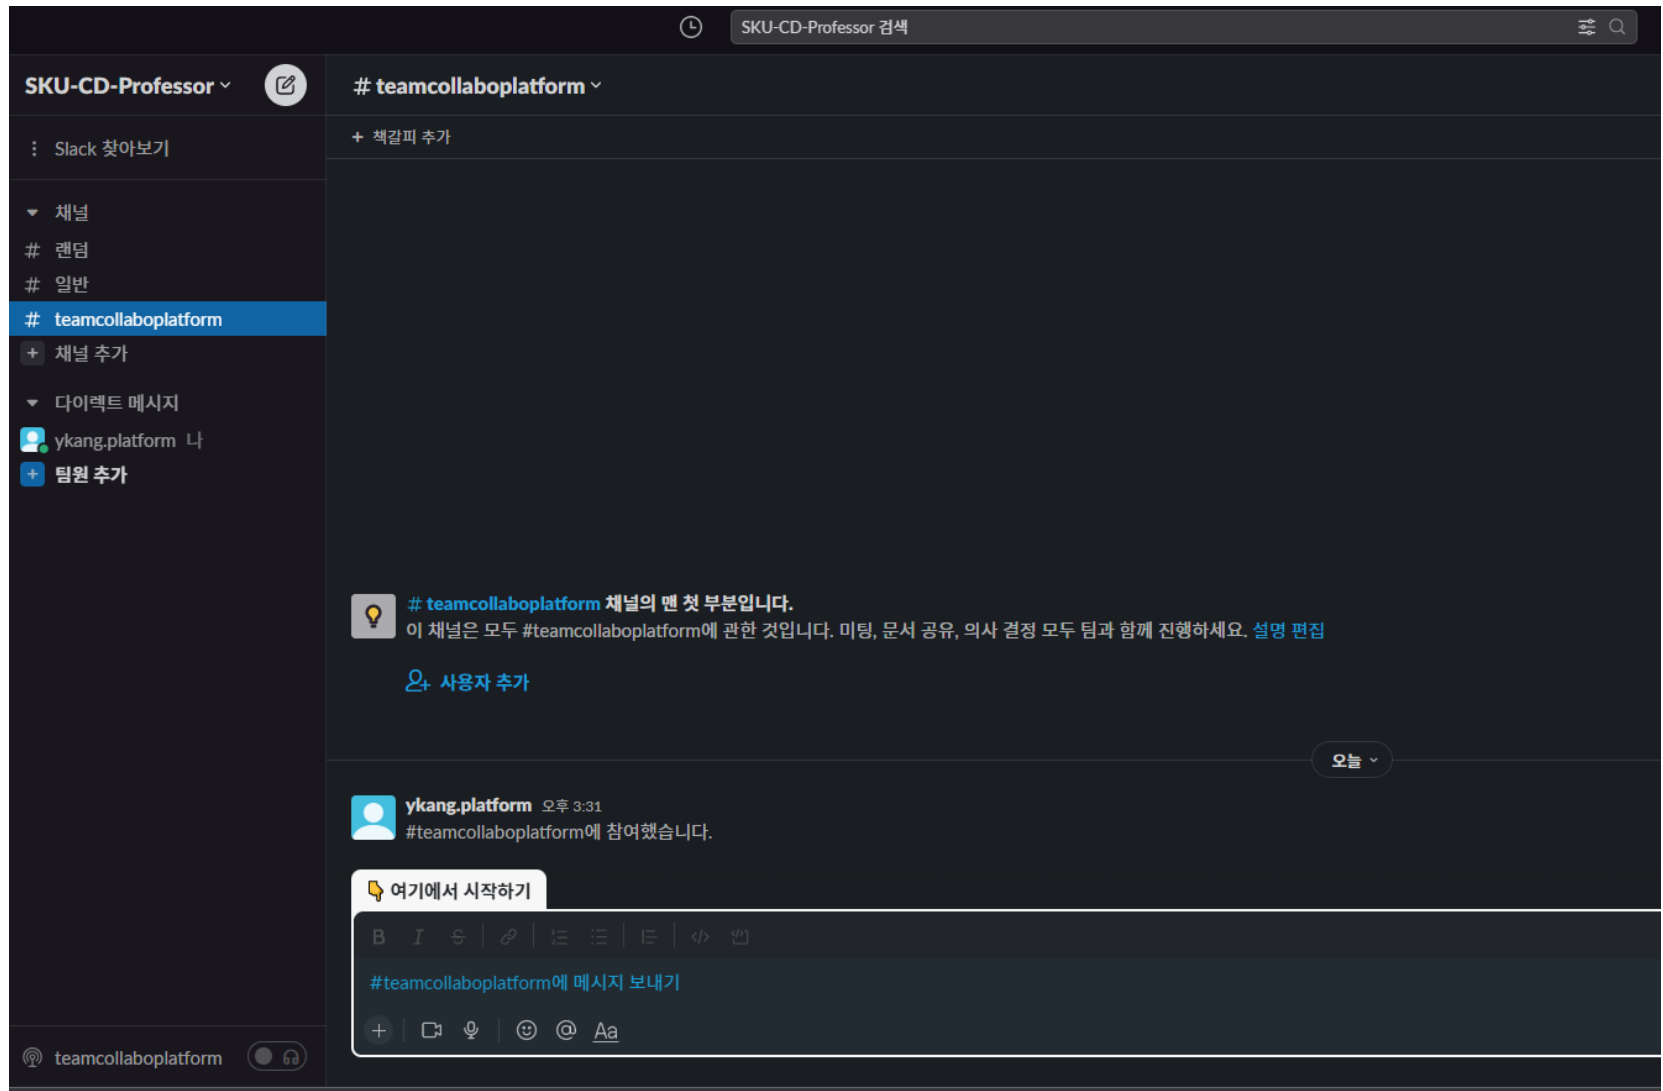 SKU-CD-Professor 검색
SKU-CD-Professor
# teamcollaboplatform
+ 책갈피 추가
Slack 찾아보기
채널
# 랜덤
# 일반
# teamcollaboplatform
+ 채널 추가
다이렉트 메시지
ykang.platform 나
+ 팀원 추가
# teamcollaboplatform 채널의 맨 첫 부분입니다.
이 채널은 모두 #teamcollaboplatform에 관한 것입니다. 미팅, 문서 공유, 의사 결정 모두 팀과 함께 진행하세요. 설명 편집
사용자 추가
오늘
ykang.platform 오후 3:31
#teamcollaboplatform에 참여했습니다.
여기에서 시작하기
B I S
#teamcollaboplatform에 메시지 보내기
+ @ Aa
teamcollaboplatform